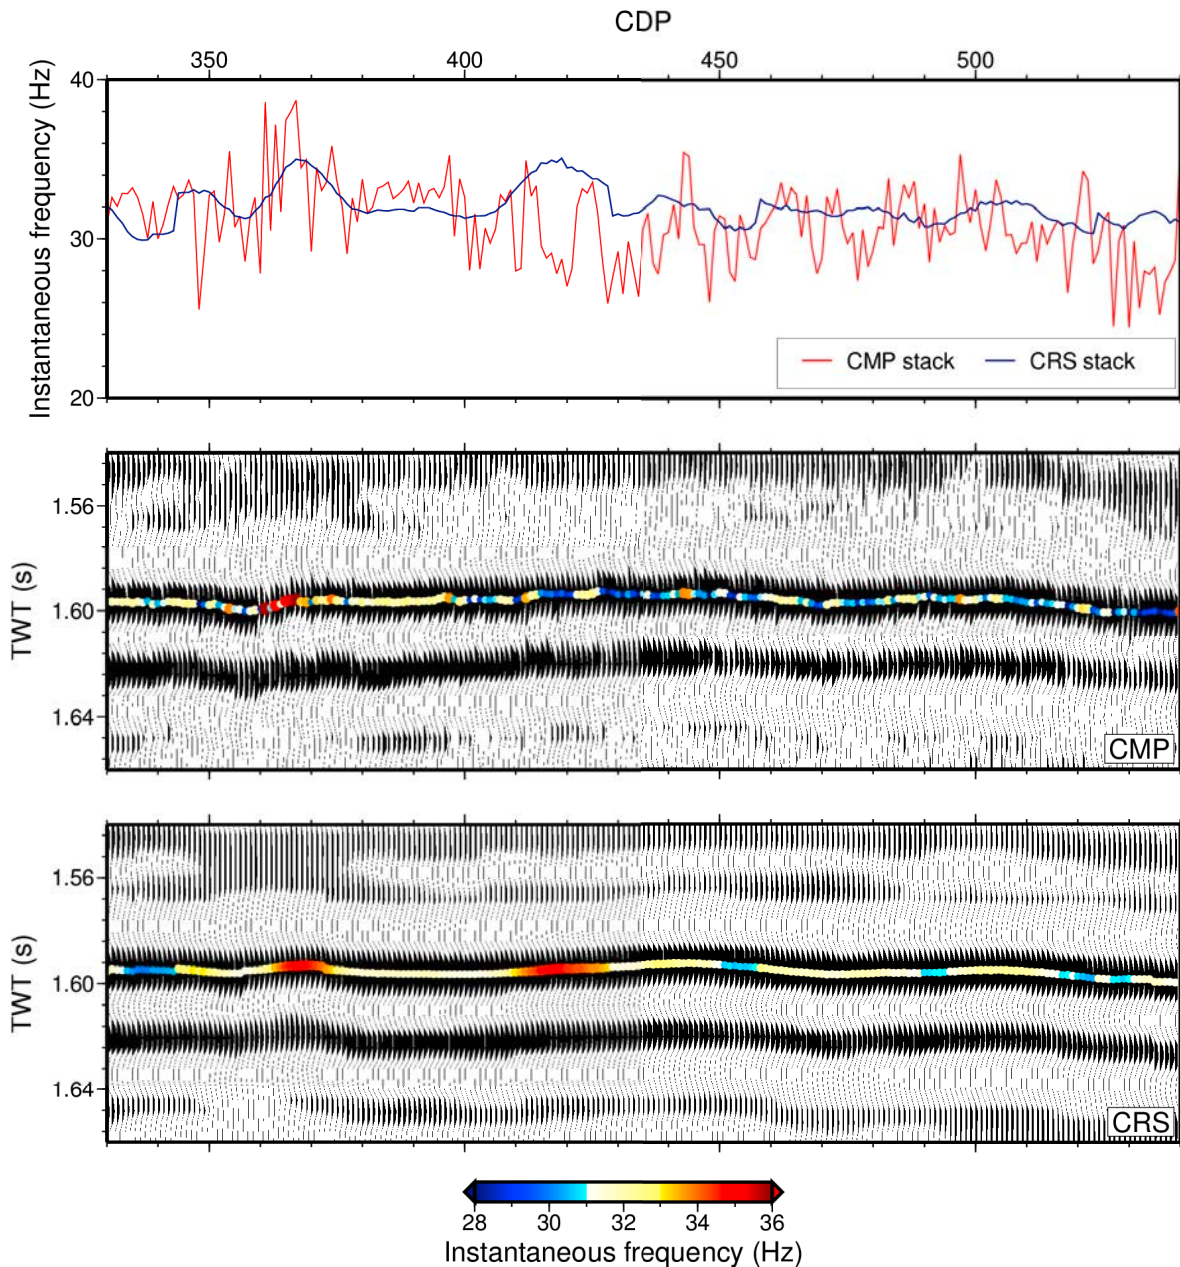 CDP
350 400 450 500
Instantaneous frequency (Hz)
40
30
20
CMP stack CRS stack
TWT (s)
1.56
1.60
1.64
CMP
TWT (s)
1.56
1.60
1.64
CRS
28 30 32 34 36
Instantaneous frequency (Hz)